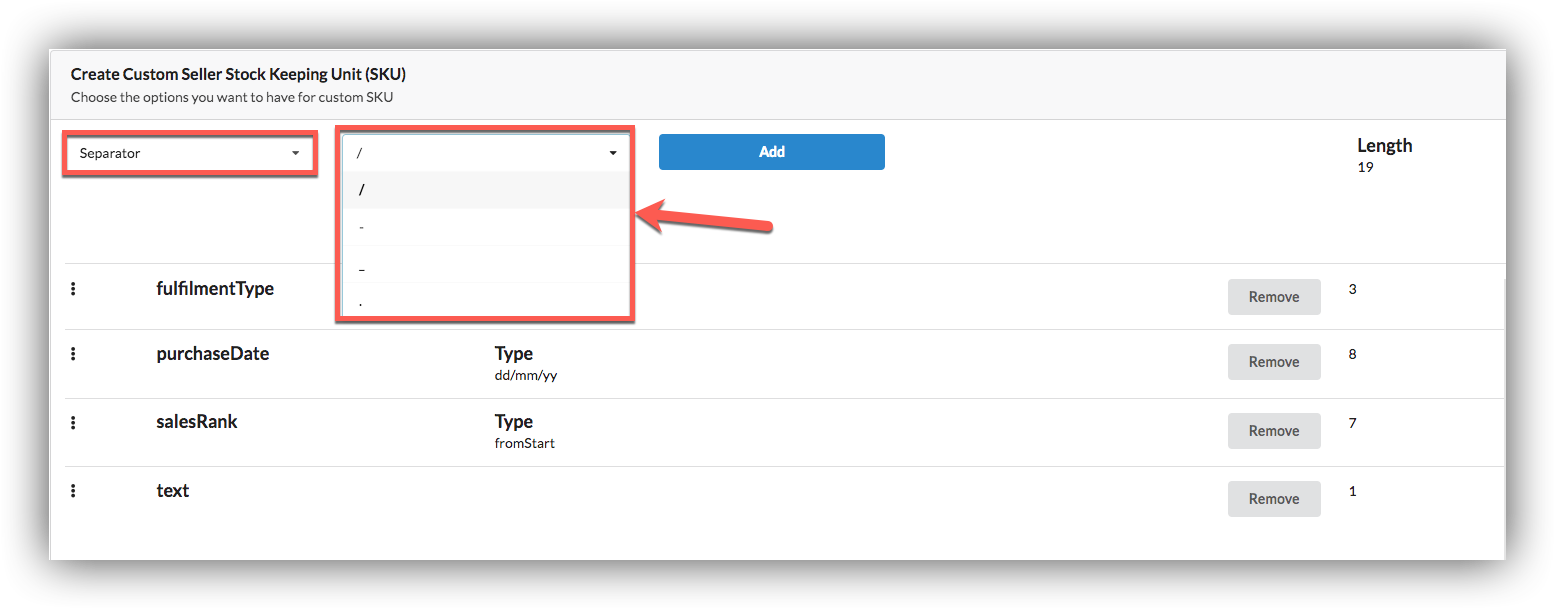 Create Custom Seller Stock Keeping Unit (SKU)
Choose the options you want to have for custom SKU
Separator
/
Add
Length
19
/
-
_
.
fulfilmentType
Remove
3
purchaseDate
Type
dd/mm/yy
Remove
8
salesRank
Type
fromStart
Remove
7
text
Remove
1